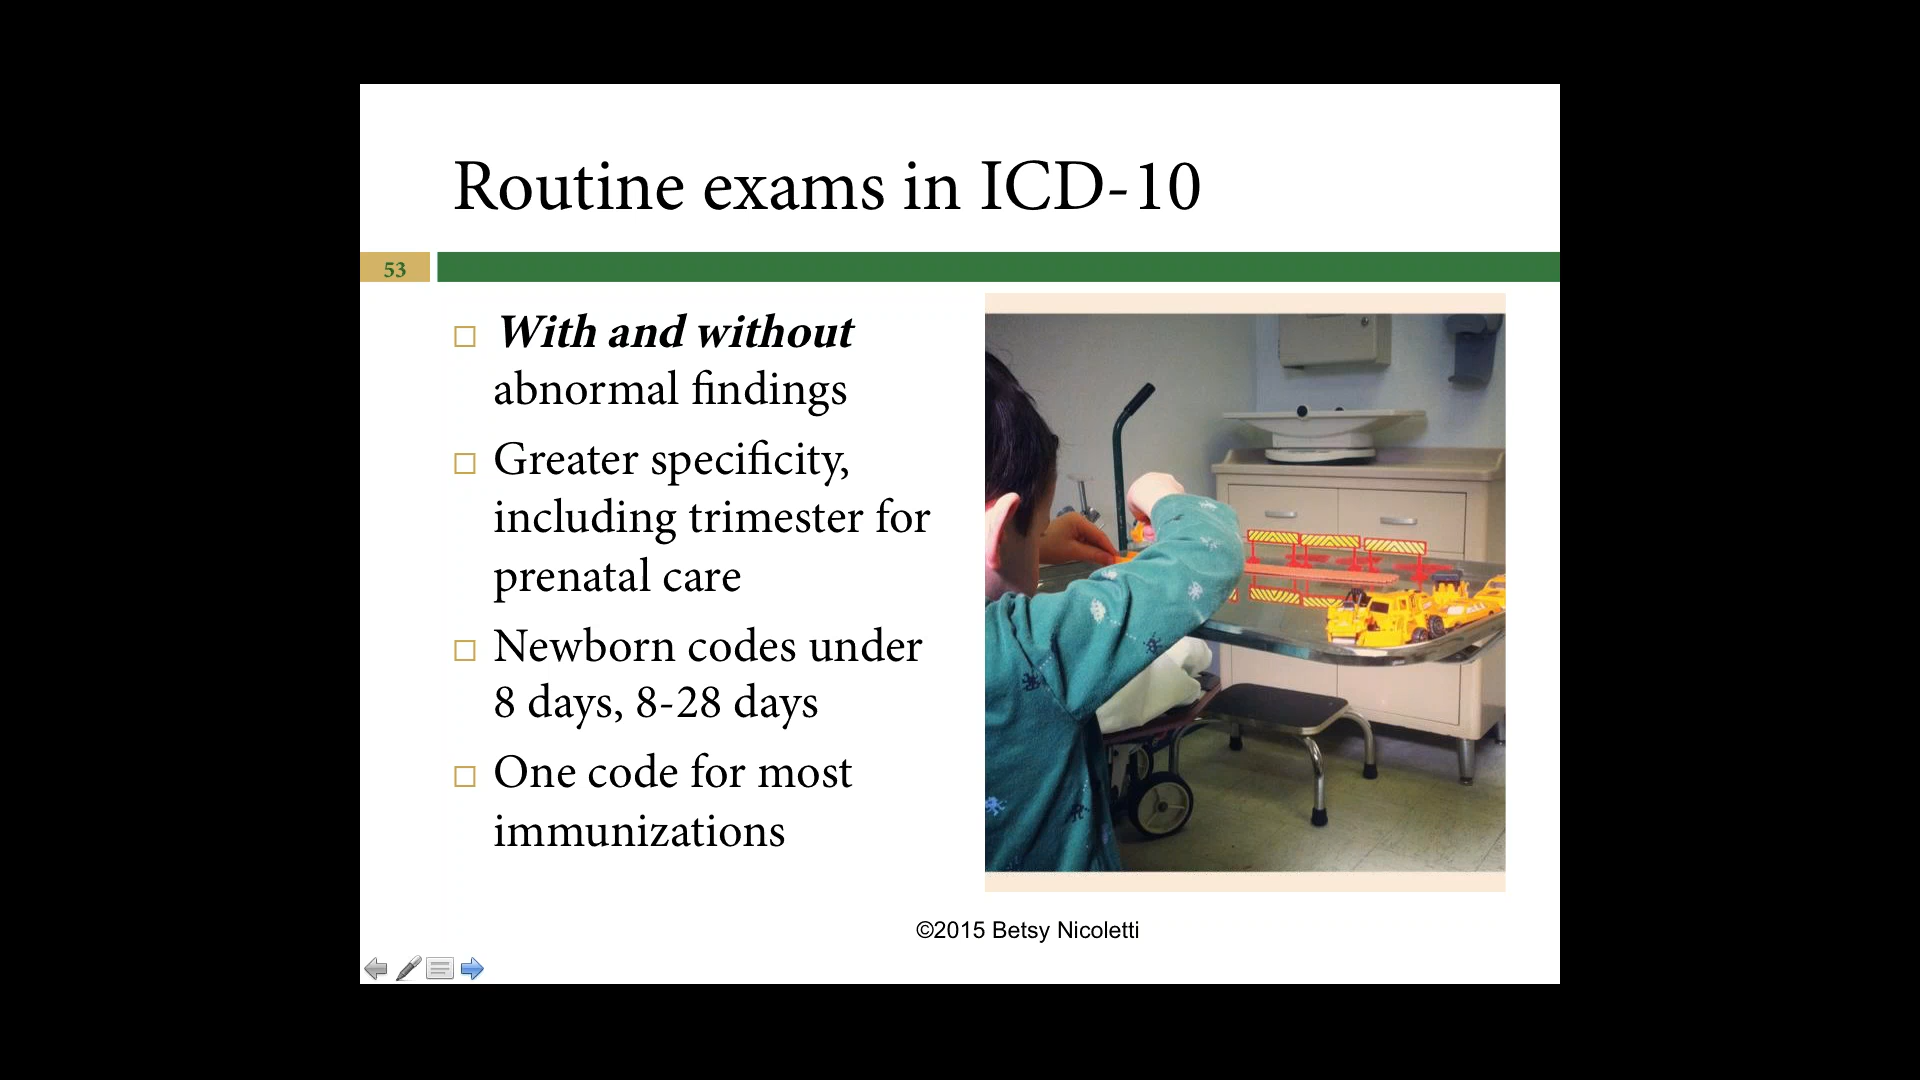 Routine exams in ICD-10
53
With and without
abnormal findings
Greater specificity,
including trimester for
prenatal care
Newborn codes under
8 days, 8-28 days
One code for most
immunizations
©2015 Betsy Nicoletti